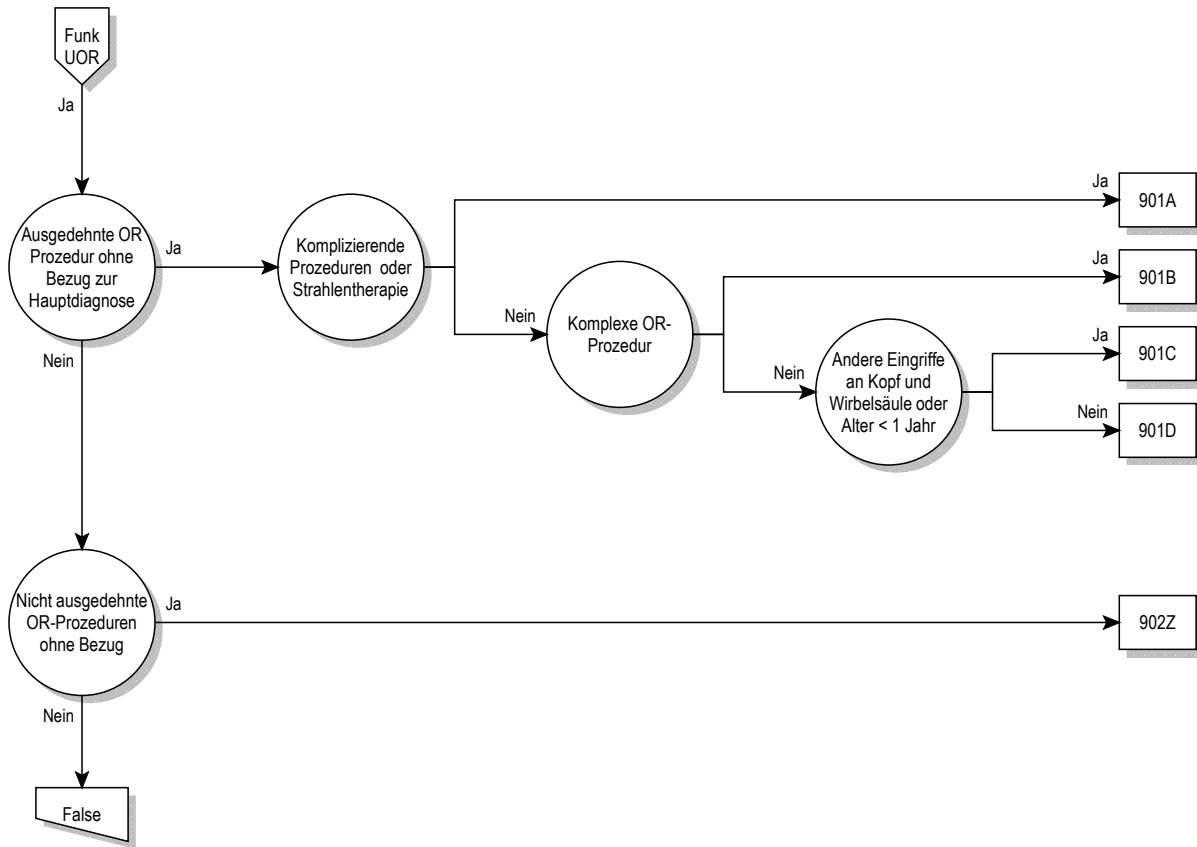 Funk
UOR
Ja
Ausgedehnte OR
Prozedur ohne
Bezug zur
Hauptdiagnose
Ja
Komplizierende
Prozeduren oder
Strahlentherapie
Ja
901A
Nein
Komplexe OR-
Prozedur
Ja
901B
Nein
Andere Eingriffe
an Kopf und
Wirbelsäule oder
Alter < 1 Jahr
Ja
901C
Nein
901D
Nein
Nicht ausgedehnte
OR-Prozeduren
ohne Bezug
Ja
902Z
Nein
False